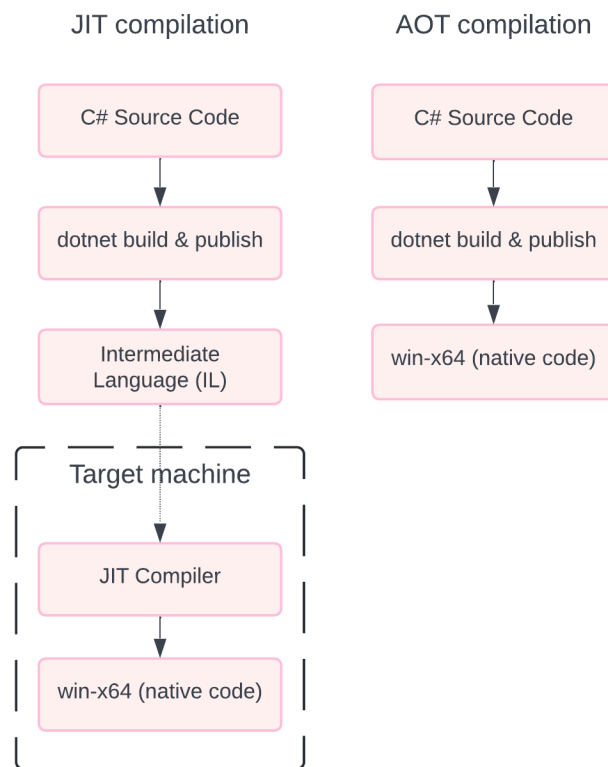 JIT compilation
C# Source Code
dotnet build & publish
Intermediate
Language (IL)
Target machine
JIT Compiler
win-x64 (native code)
AOT compilation
C# Source Code
dotnet build & publish
win-x64 (native code)